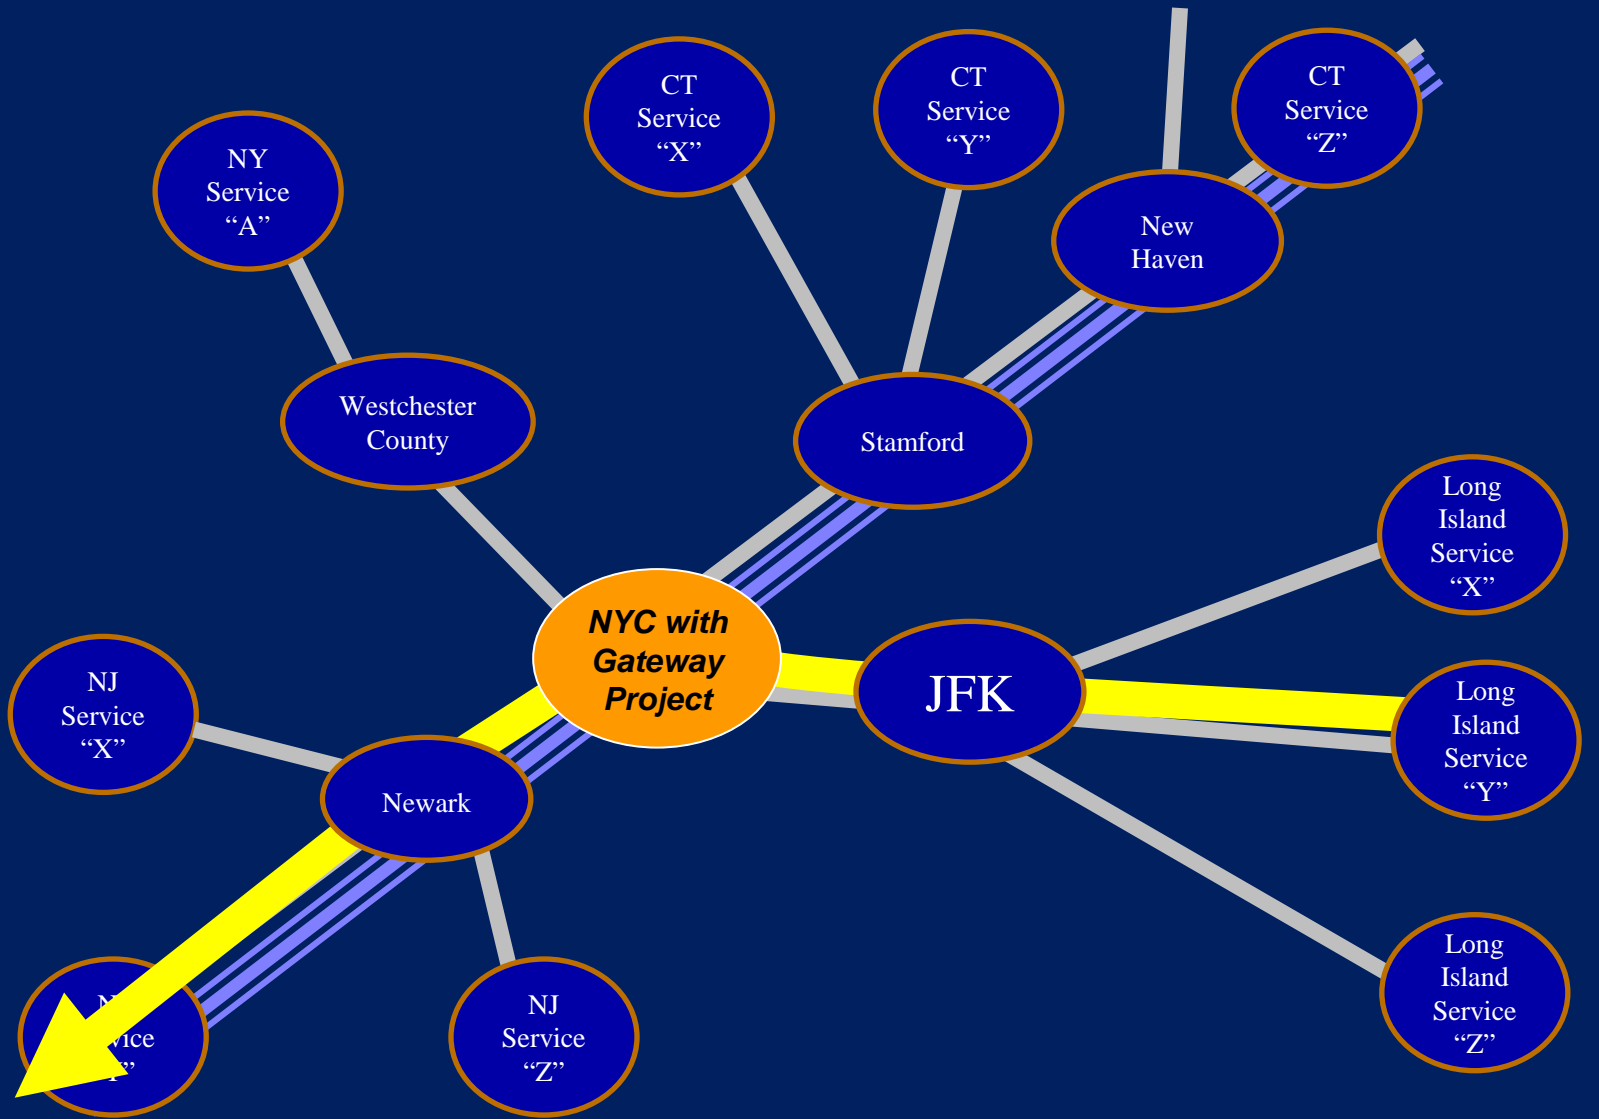 CT
Service
“X”
CT
Service
“Y”
CT
Service
“Z”
NY
Service
“A”
New
Haven
Westchester
County
Stamford
Long
Island
Service
“X”
NYC with
Gateway
Project
JFK
NJ
Service
“X”
Long
Island
Service
“Y”
Newark
Long
Island
Service
“Z”
NJ
Service
“Z”